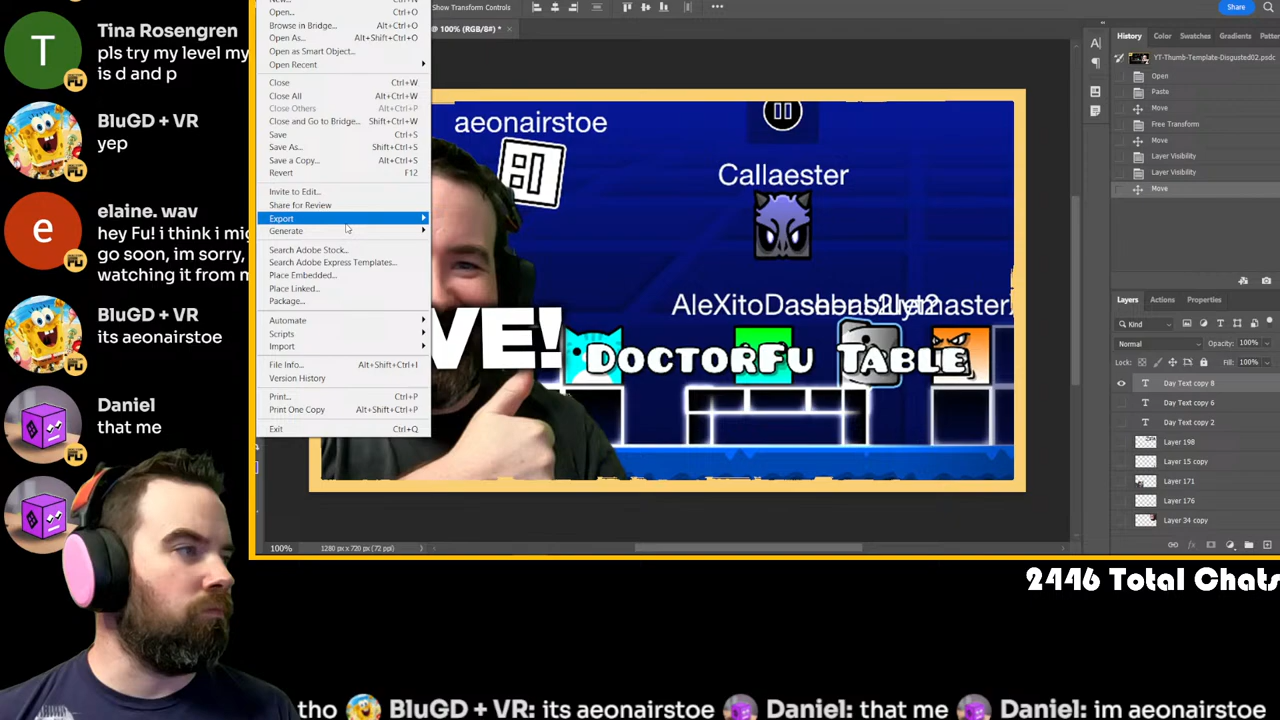 Tina Rosengren
pls try my level my
is d and p
BluGD + VR
yep
elaine. wav
hey Fu! i think i mig
go soon, im sorry,
watching it from m
BluGD + VR
its aeonairstoe
Daniel
that me
Open... Ctrl+O
Browse in Bridge... Alt+Ctrl+O
Open As... Alt+Shift+Ctrl+O
Open as Smart Object...
Open Recent
Close Ctrl+W
Close All Alt+Ctrl+W
Close Others Alt+Ctrl+P
Close and Go to Bridge... Shift+Ctrl+W
Save Ctrl+S
Save As... Shift+Ctrl+S
Save a Copy... Alt+Ctrl+S
Revert F12
Invite to Edit...
Share for Review
Export
Generate
Search Adobe Stock...
Search Adobe Express Templates...
Place Embedded...
Place Linked...
Package...
Automate
Scripts
Import
File Info... Alt+Shift+Ctrl+I
Version History
Print... Ctrl+P
Print One Copy Alt+Shift+Ctrl+P
Exit Ctrl+Q
Show Transform Controls
Share
@ 100% (RGB/8#) *
aeonairstoe
Callaester
AleXitoDash
VE!
DoctorFu Table
100% 1280 px x 720 px (72 ppi)
History Color Swatches Gradients Patter
YT-Thumb-Template-Disgusted02.psdc
Open
Paste
Move
Free Transform
Move
Layer Visibility
Layer Visibility
Move
Layers Actions Properties
Kind
Normal Opacity: 100%
Lock: Fill: 100%
Day Text copy 8
Day Text copy 6
Day Text copy 2
Layer 198
Layer 15 copy
Layer 171
Layer 176
Layer 34 copy
2446 Total Chats
tho BluGD + VR: its aeonairstoe Daniel: that me Daniel: im aeonairstoe